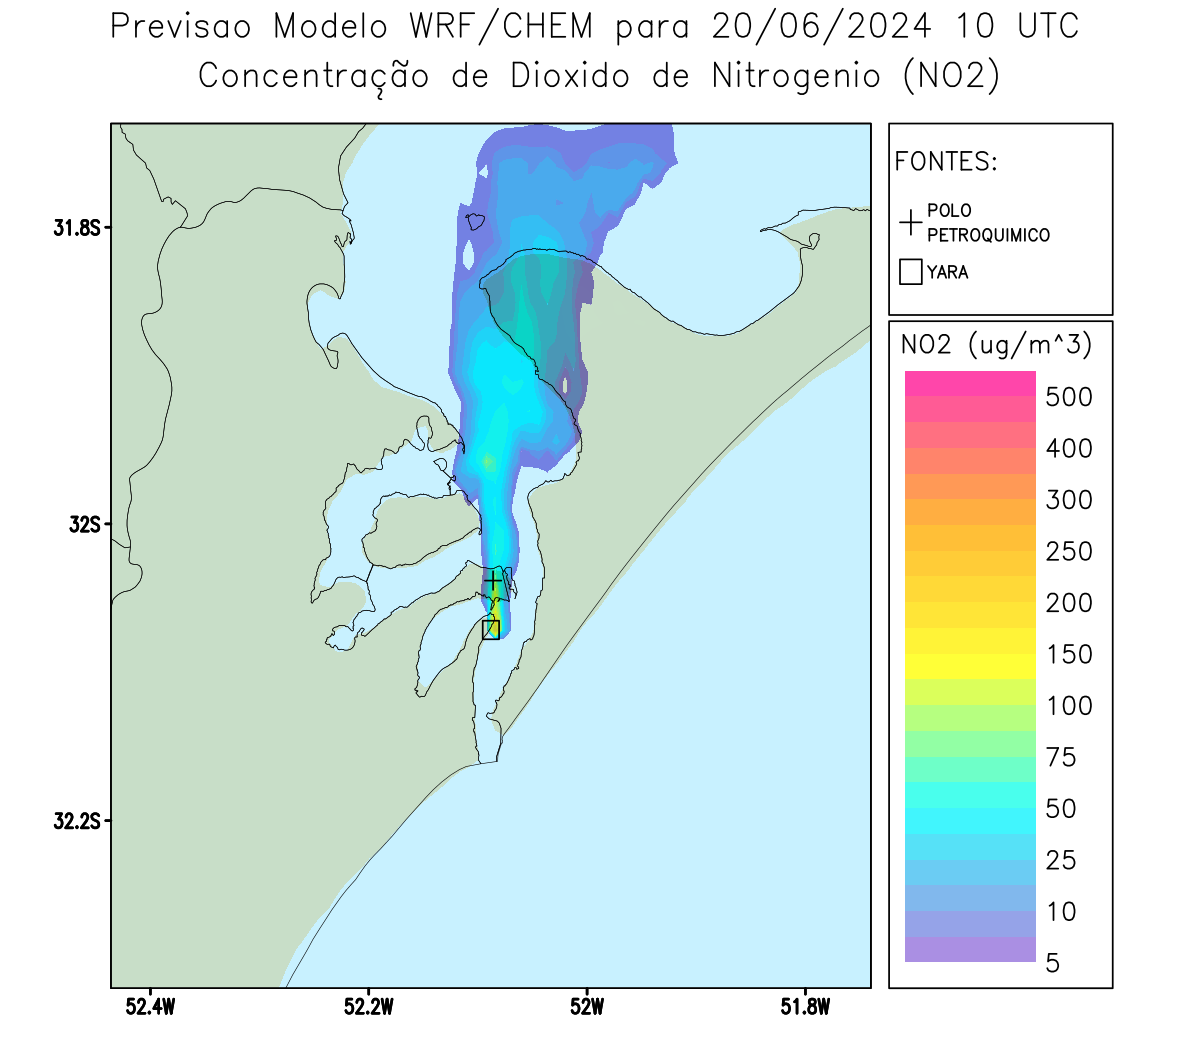 Previsao Modelo WRF/CHEM para 20/06/2024 10 UTC
Concentração de Dioxido de Nitrogenio (NO2)
FONTES:
POLO
PETROQUIMICO
YARA
NO2 (ug/m^3)
500
400
300
250
200
150
100
75
50
25
10
5
31.8S
32S
32.2S
52.4W
52.2W
52W
51.8W